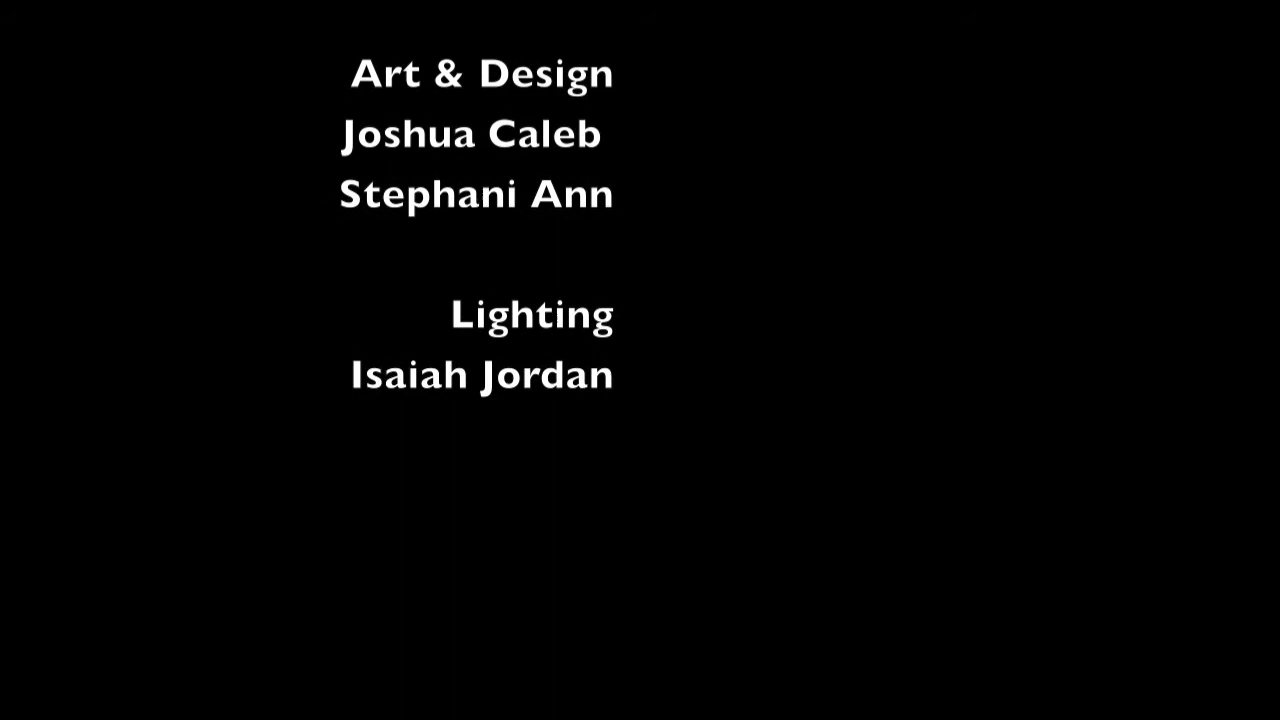 Art & Design
Joshua Caleb
Stephani Ann
Lighting
Isaiah Jordan